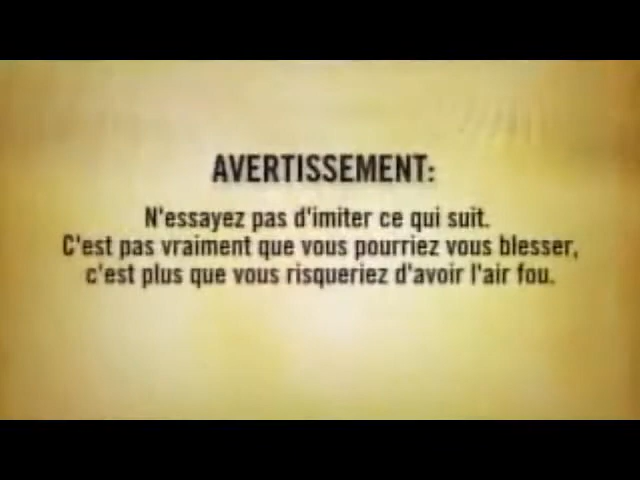 AVERTISSEMENT:
N'essayez pas d'imiter ce qui suit.
C'est pas vraiment que vous pourriez vous blesser,
c'est plus que vous risqueriez d'avoir l'air fou.